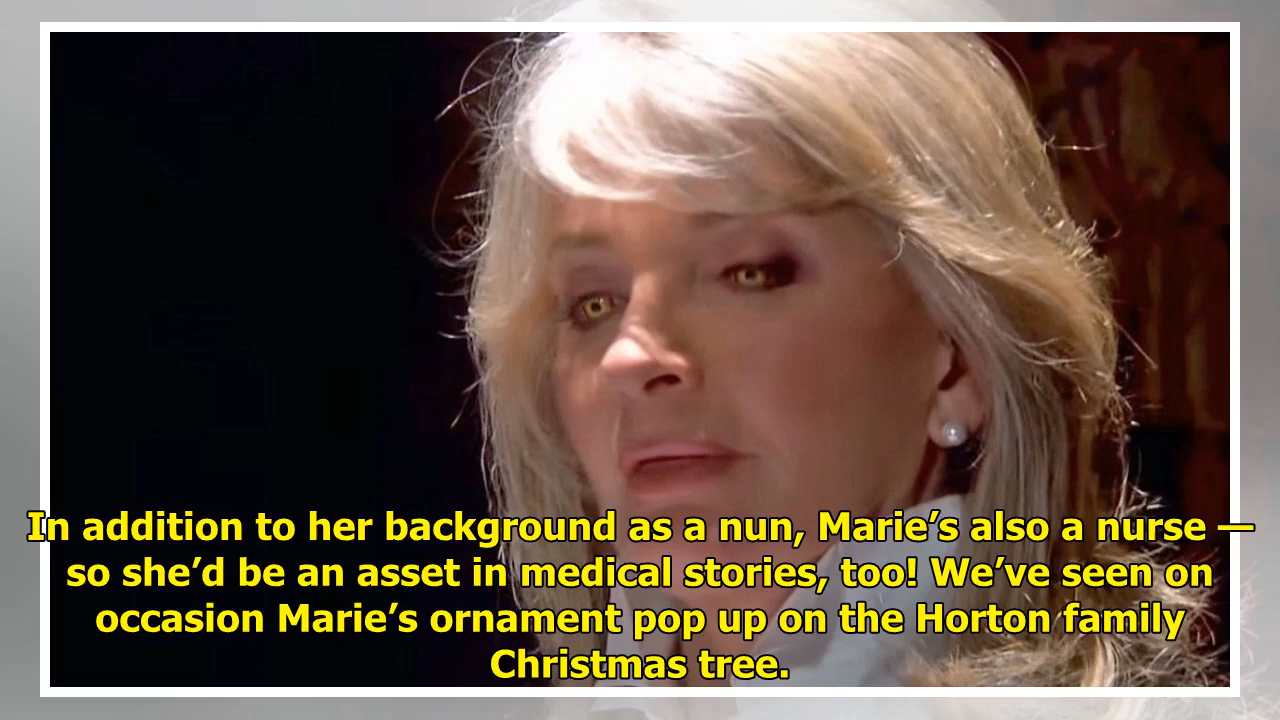 In addition to her background as a nun, Marie’s also a nurse —
so she’d be an asset in medical stories, too! We’ve seen on
occasion Marie’s ornament pop up on the Horton family
Christmas tree.